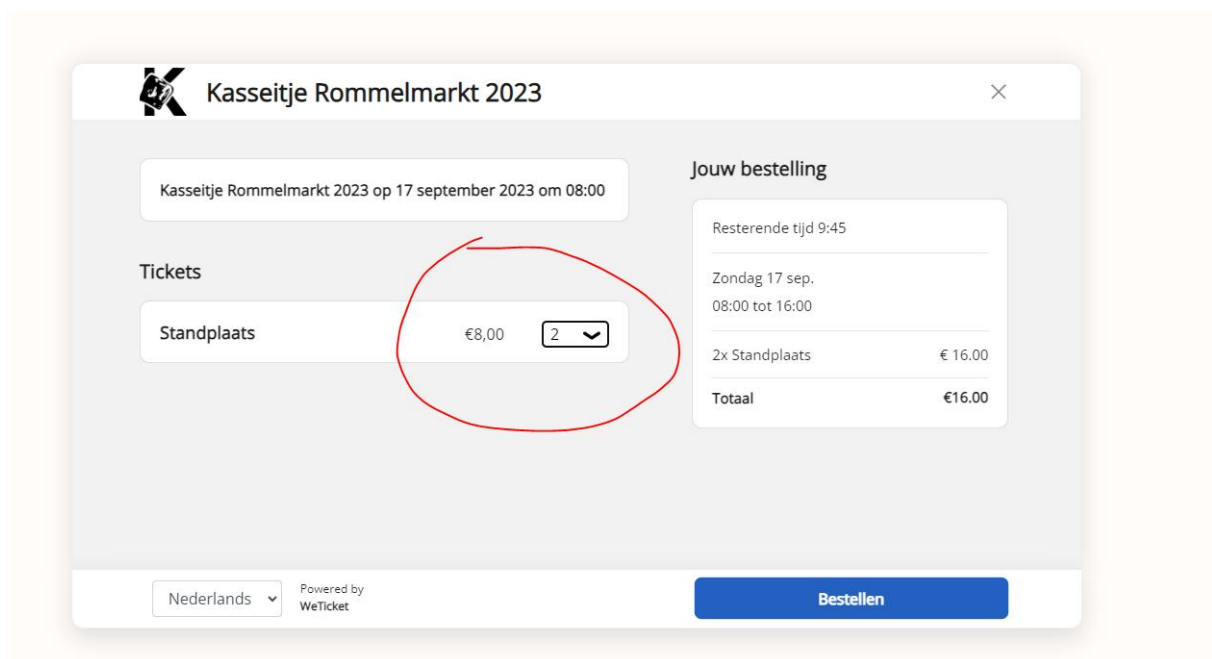 K
Kasseitje Rommelmarkt 2023
Kasseitje Rommelmarkt 2023 op 17 september 2023 om 08:00
Tickets
Standplaats €8,00 2
Jouw bestelling
Resterende tijd 9:45
Zondag 17 sep.
08:00 tot 16:00
2x Standplaats € 16.00
Totaal €16.00
Nederlands
Powered by
WeTicket
Bestellen